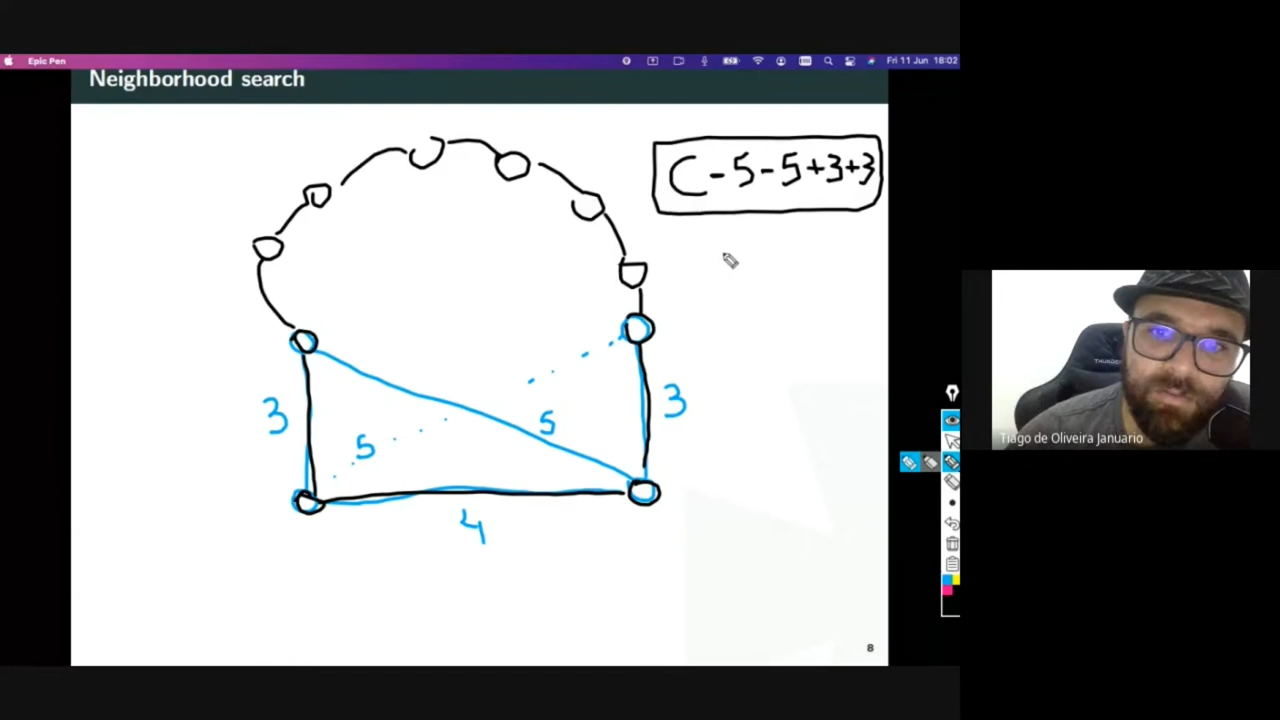 Epic Pen
Fri 11 Jun 18:02
Neighborhood search
C-5-5+3+3
3
5
5
3
4
8
Tiago de Oliveira Januario